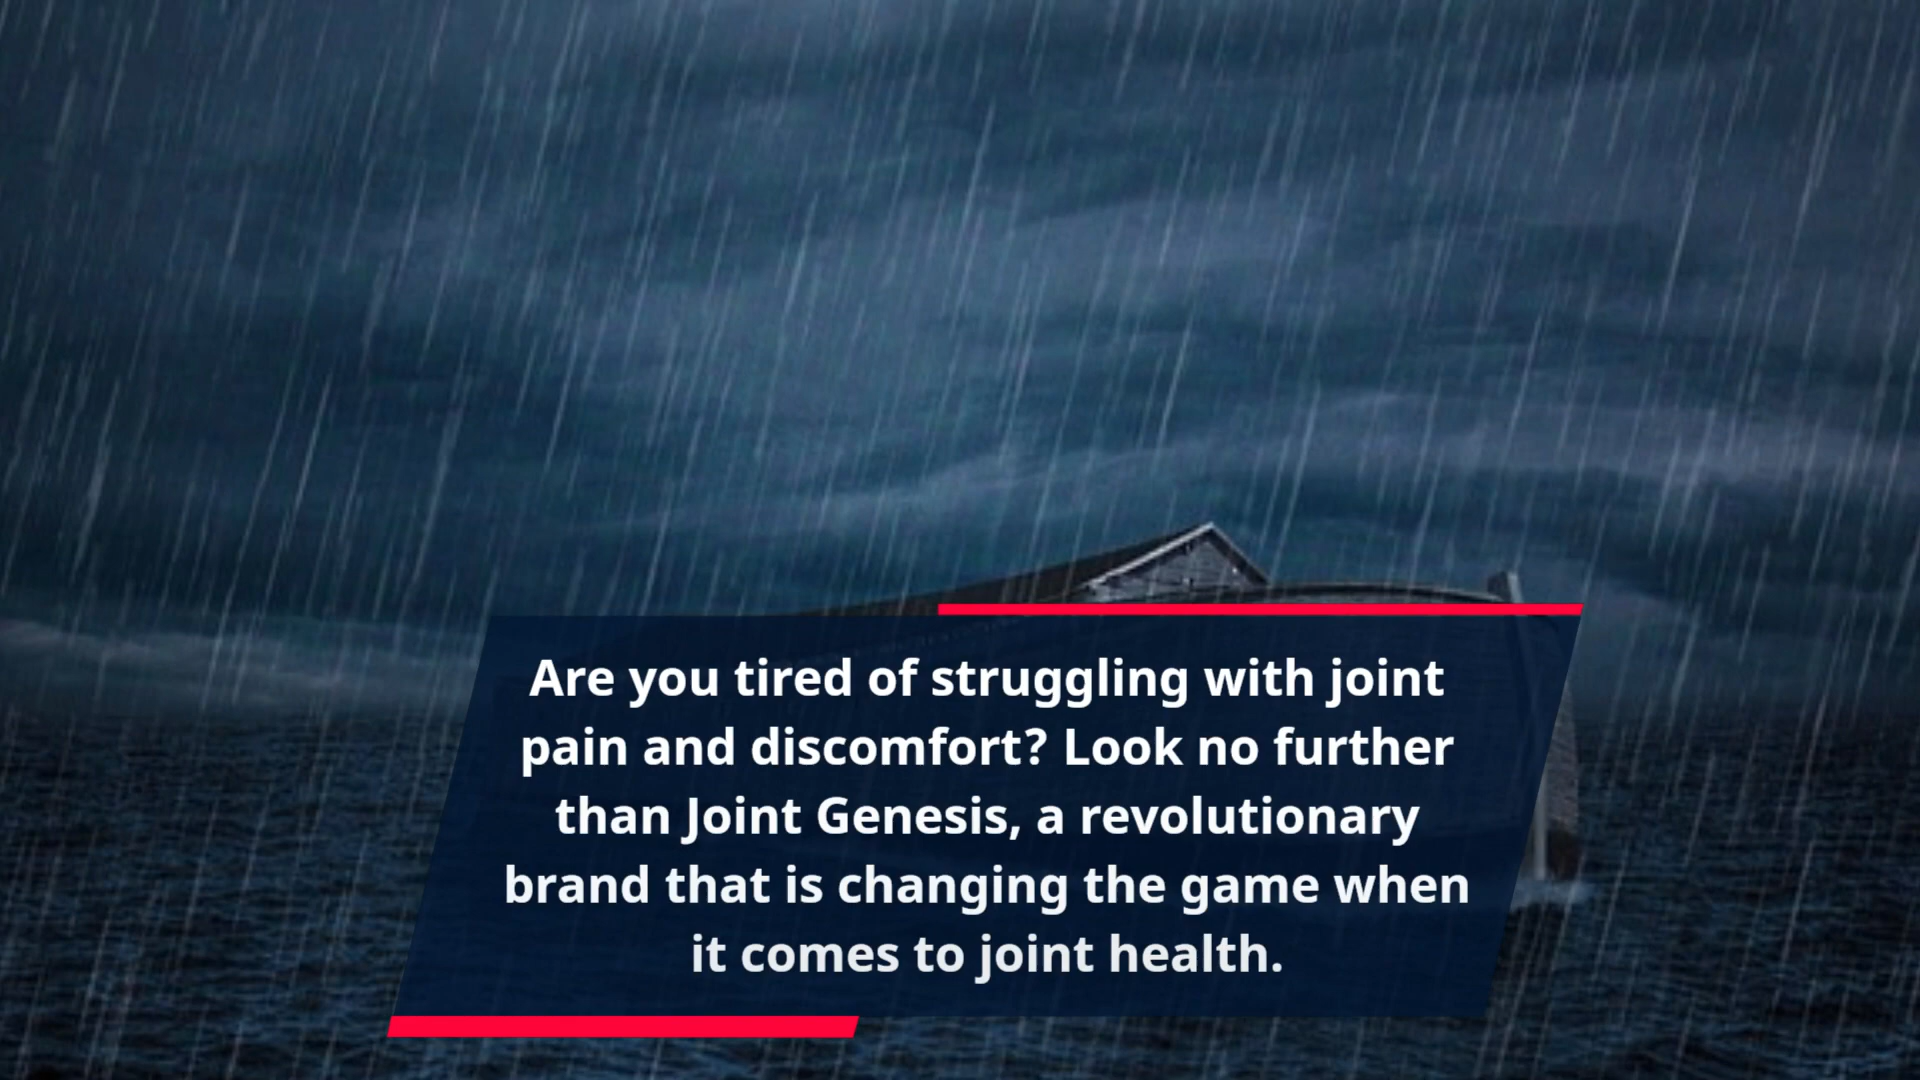 Are you tired of struggling with joint
pain and discomfort? Look no further
than Joint Genesis, a revolutionary
brand that is changing the game when
it comes to joint health.